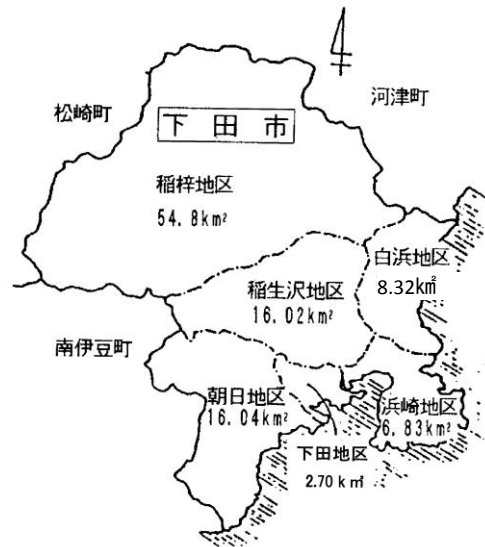 河津町
松崎町
下田市
稲梓地区
54.8km²
白浜地区
8.32k㎡
稲生沢地区
16.02km²
南伊豆町
朝日地区
16.04km²
浜崎地区
6.83km²
下田地区
2.70k㎡